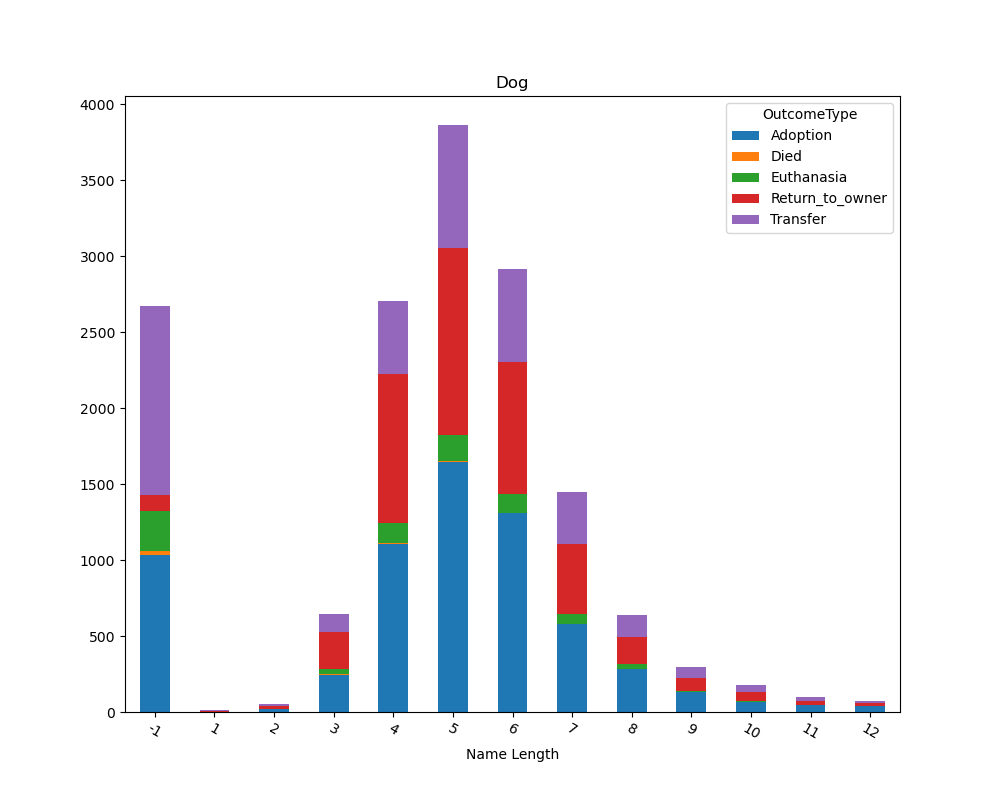 Dog
4000
3500
3000
2500
2000
1500
1000
500
0
OutcomeType
Adoption
Died
Euthanasia
Return_to_owner
Transfer
-1
1
2
3
4
5
6
7
8
9
10
11
12
Name Length